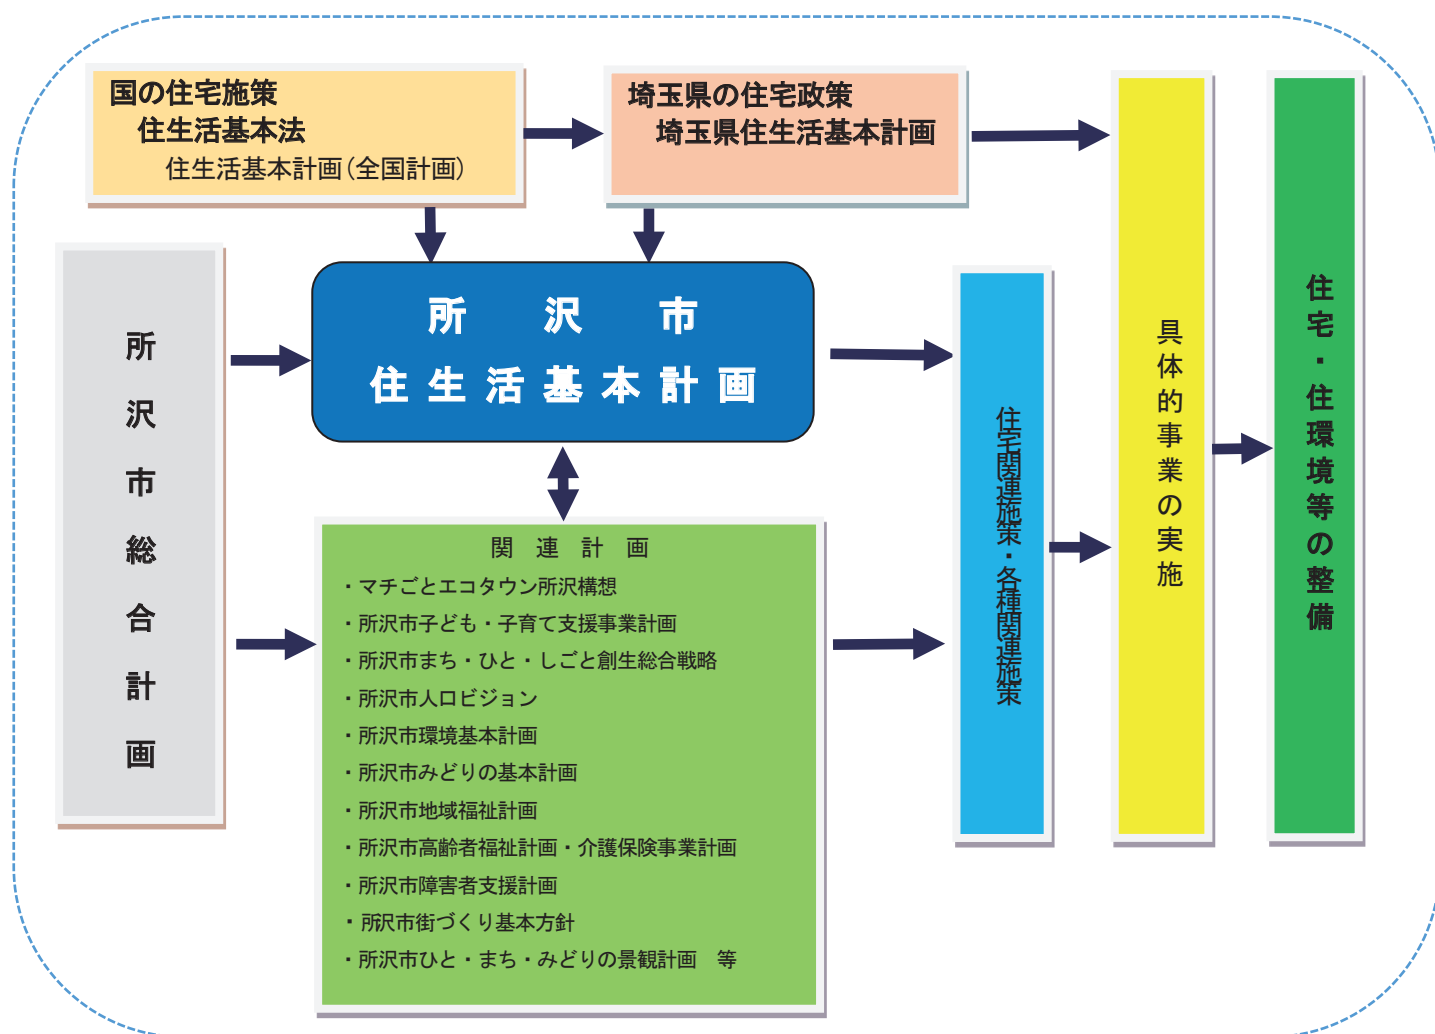 国の住宅施策
住生活基本法
住生活基本計画(全国計画)
埼玉県の住宅政策
埼玉県住生活基本計画
所沢市総合計画
所沢市
住生活基本計画
関連計画
・マチごとエコタウン所沢構想
・所沢市子ども・子育て支援事業計画
・所沢市まち・ひと・しごと創生総合戦略
・所沢市人口ビジョン
・所沢市環境基本計画
・所沢市みどりの基本計画
・所沢市地域福祉計画
・所沢市高齢者福祉計画・介護保険事業計画
・所沢市障害者支援計画
・所沢市街づくり基本方針
・所沢市ひと・まち・みどりの景観計画 等
住宅関連施策・各種関連施策
具体的事業の実施
住宅・住環境等の整備